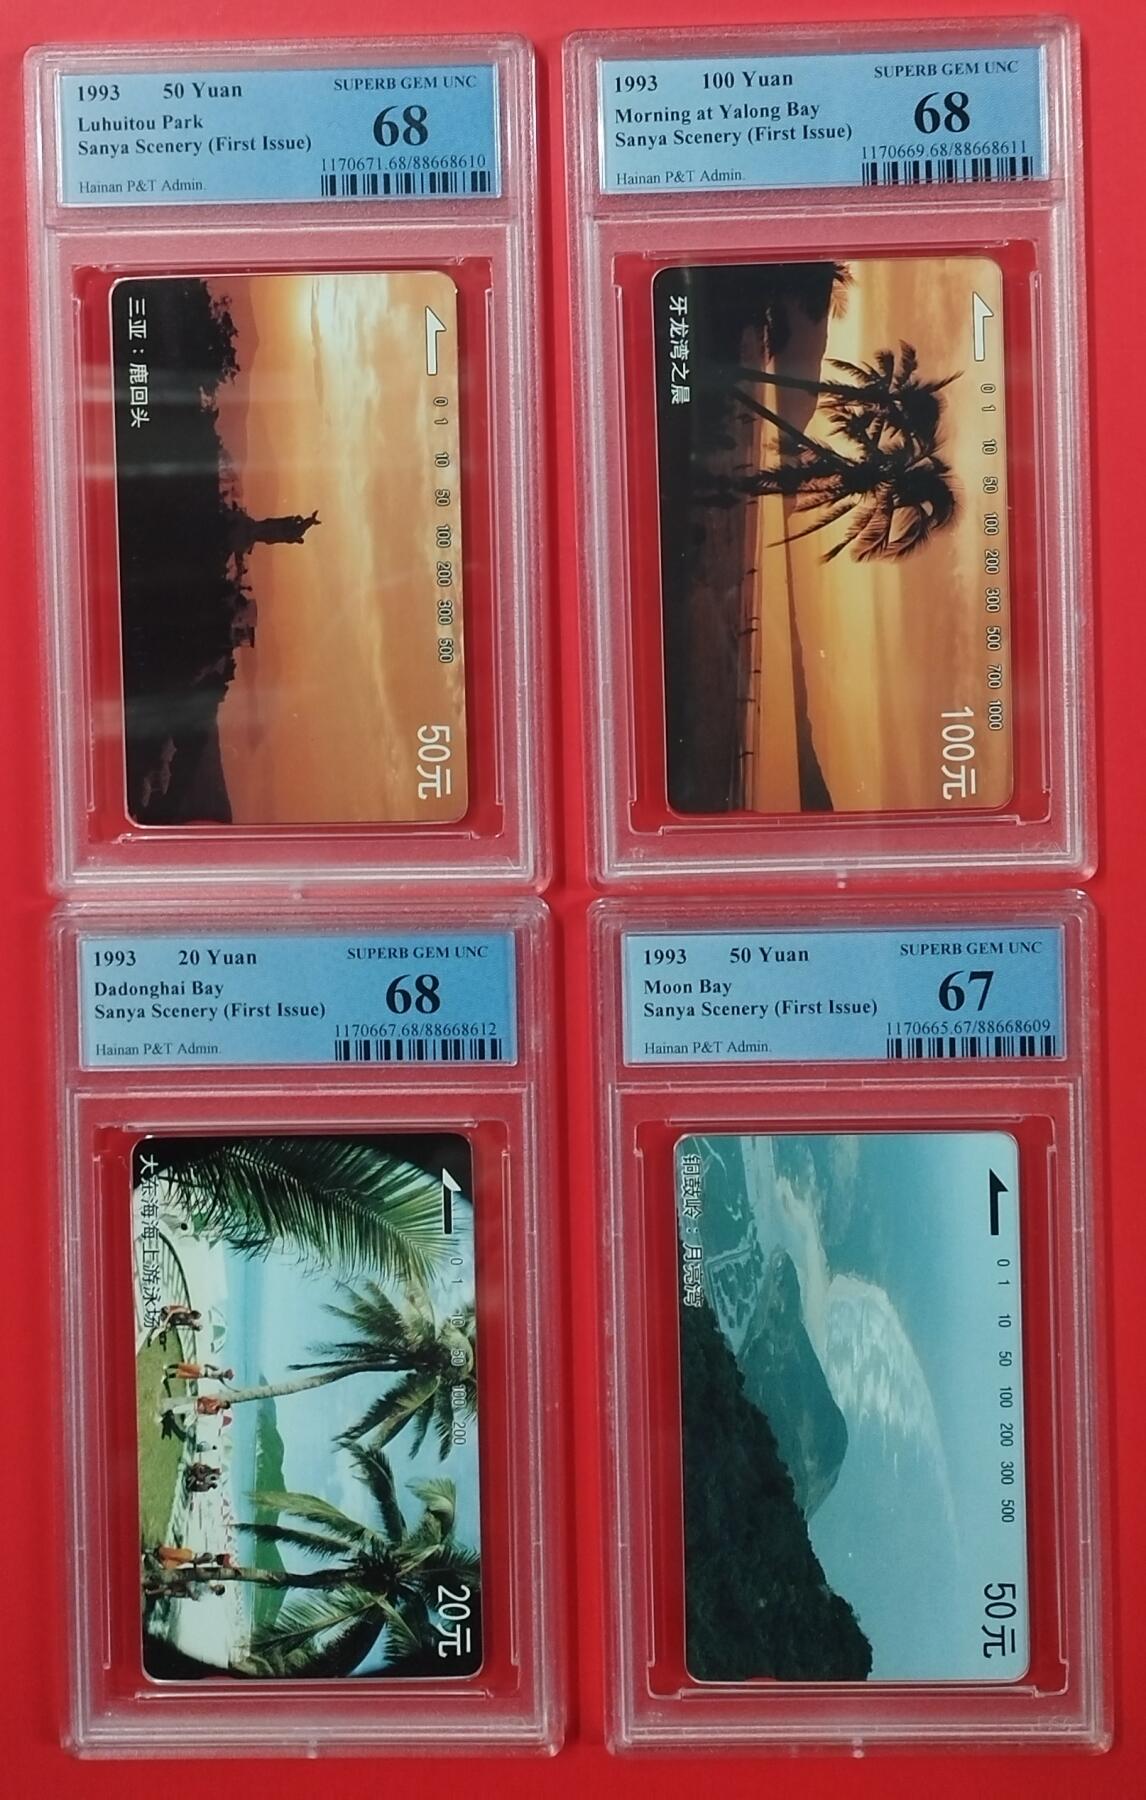 1993 50 Yuan SUPERB GEM UNC
Luhuitou Park 68
Sanya Scenery (First Issue)
1170671.68/88668610
Hainan P&T Admin.
三亚：鹿回头
0 1 10 50 100 200 300 500
50元
1993 100 Yuan SUPERB GEM UNC
Morning at Yalong Bay 68
Sanya Scenery (First Issue)
1170669.68/88668611
Hainan P&T Admin.
牙龙湾之晨
0 1 10 50 100 200 300 500 700 1000
100元
1993 20 Yuan SUPERB GEM UNC
Dadonghai Bay 68
Sanya Scenery (First Issue)
1170667.68/88668612
Hainan P&T Admin.
大东海海上游泳场
0 1 10 50 100 200
20元
1993 50 Yuan SUPERB GEM UNC
Moon Bay 67
Sanya Scenery (First Issue)
1170665.67/88668609
Hainan P&T Admin.
铜鼓岭：月亮湾
0 1 10 50 100 200 300 500
50元